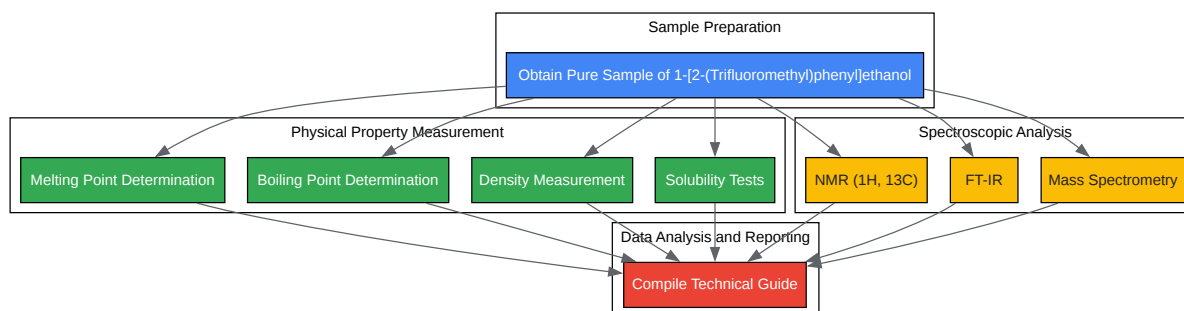 Sample Preparation
Obtain Pure Sample of 1-[2-(Trifluoromethyl)phenyl]ethanol
Physical Property Measurement
Spectroscopic Analysis
Melting Point Determination
Boiling Point Determination
Density Measurement
Solubility Tests
NMR (1H, 13C)
FT-IR
Mass Spectrometry
Data Analysis and Reporting
Compile Technical Guide